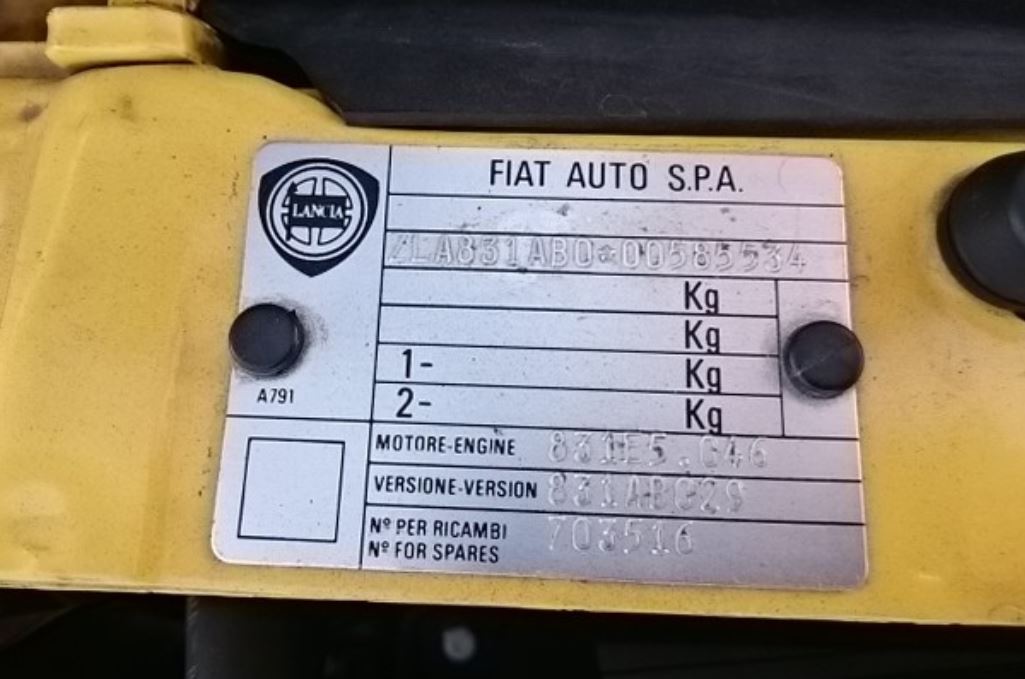 LANCIA
FIAT AUTO S.P.A.
ZLA831AB0*00585534
Kg
Kg
1- Kg
2- Kg
A791
MOTORE-ENGINE 831E5.046
VERSIONE-VERSION
Nº PER RICAMBI
Nº FOR SPARES 703516